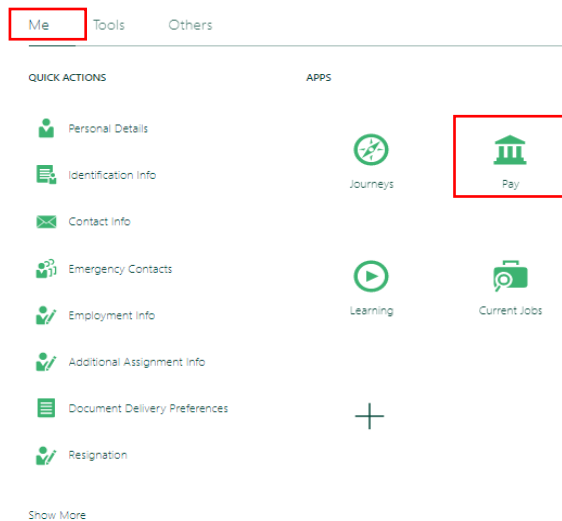 Me Tools Others
QUICK ACTIONS
Personal Details
Identification Info
Contact Info
Emergency Contacts
Employment Info
Additional Assignment Info
Document Delivery Preferences
Resignation
Show More
APPS
Journeys Pay
Learning Current Jobs